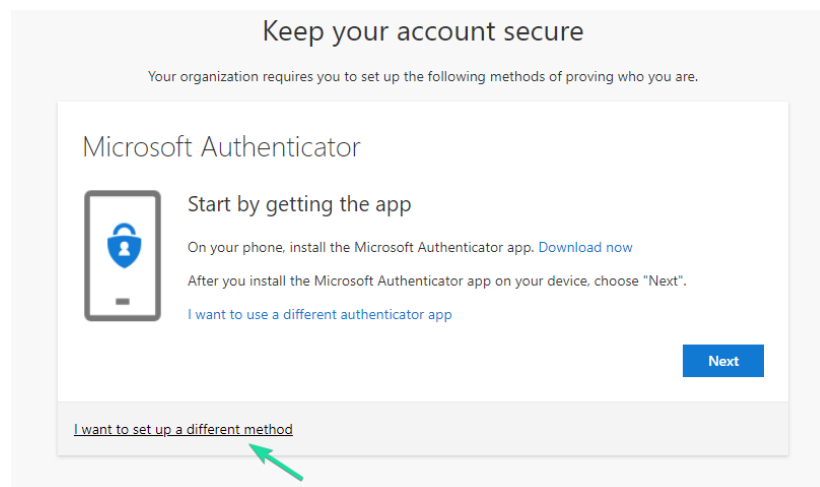 Keep your account secure
Your organization requires you to set up the following methods of proving who you are.
Microsoft Authenticator
Start by getting the app
On your phone, install the Microsoft Authenticator app. Download now
After you install the Microsoft Authenticator app on your device, choose "Next".
I want to use a different authenticator app
Next
I want to set up a different method